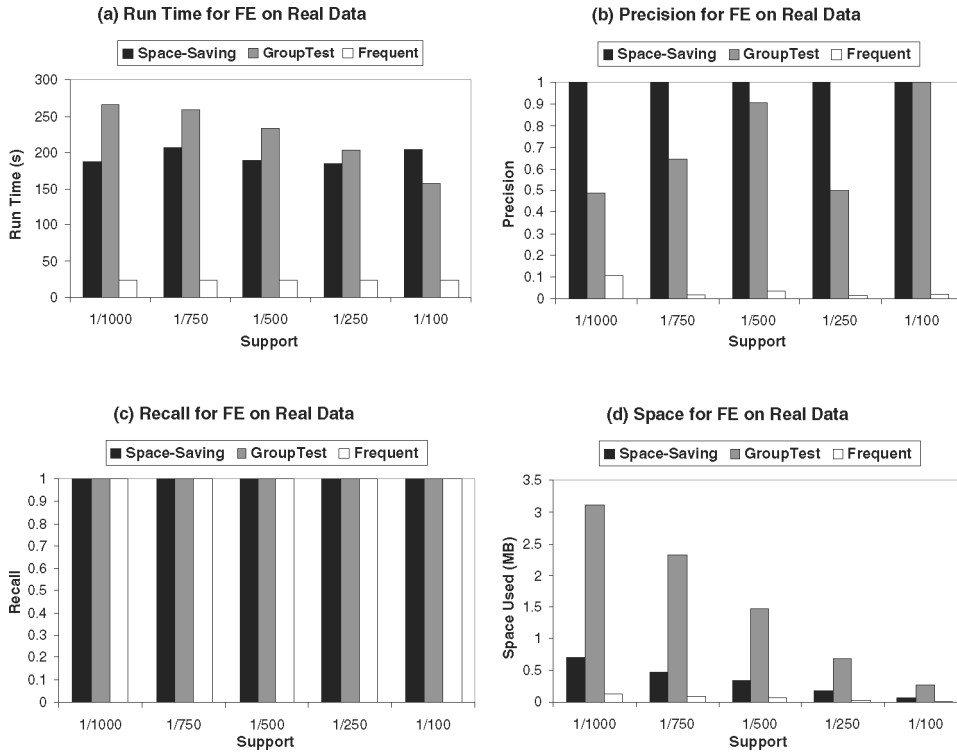 (a) Run Time for FE on Real Data
Space-Saving GroupTest Frequent
300
250
200
150
100
50
0
Run Time (s)
1/1000 1/750 1/500 1/250 1/100
Support
(b) Precision for FE on Real Data
Space-Saving GroupTest Frequent
1
0.9
0.8
0.7
0.6
0.5
0.4
0.3
0.2
0.1
0
Precision
1/1000 1/750 1/500 1/250 1/100
Support
(c) Recall for FE on Real Data
Space-Saving GroupTest Frequent
1
0.9
0.8
0.7
0.6
0.5
0.4
0.3
0.2
0.1
0
Recall
1/1000 1/750 1/500 1/250 1/100
Support
(d) Space for FE on Real Data
Space-Saving GroupTest Frequent
3.5
3
2.5
2
1.5
1
0.5
0
Space Used (MB)
1/1000 1/750 1/500 1/250 1/100
Support